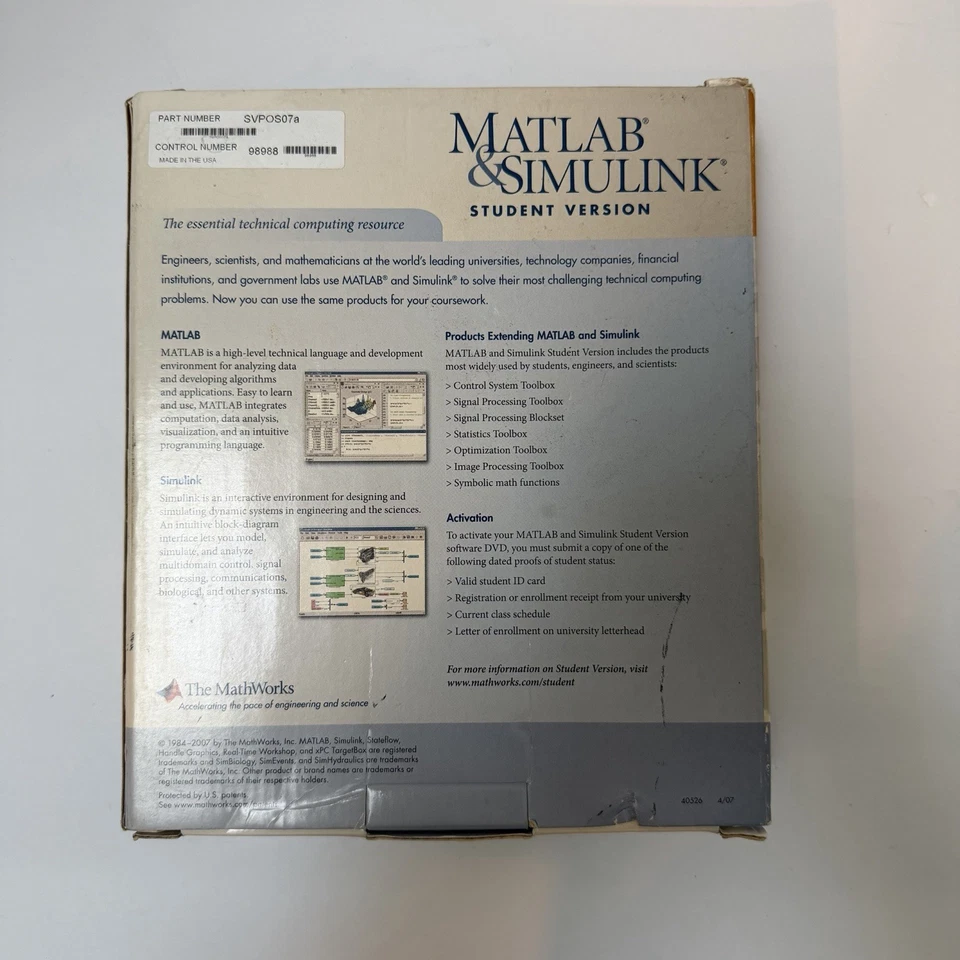 PART NUMBER SVPOS07a
CONTROL NUMBER 98988
MADE IN THE USA
MATLAB®
&SIMULINK®
STUDENT VERSION
The essential technical computing resource
Engineers, scientists, and mathematicians at the world's leading universities, technology companies, financial
institutions, and government labs use MATLAB® and Simulink® to solve their most challenging technical computing
problems. Now you can use the same products for your coursework.
MATLAB
MATLAB is a high-level technical language and development
environment for analyzing data
and developing algorithms
and applications. Easy to learn
and use, MATLAB integrates
computation, data analysis,
visualization, and an intuitive
programming language.
Simulink
Simulink is an interactive environment for designing and
simulating dynamic systems in engineering and the sciences.
An intuitive block-diagram
interface lets you model,
simulate, and analyze
multidomain control, signal
processing, communications,
biological, and other systems.
The MathWorks
Accelerating the pace of engineering and science
Products Extending MATLAB and Simulink
MATLAB and Simulink Student Version includes the products
most widely used by students, engineers, and scientists:
> Control System Toolbox
> Signal Processing Toolbox
> Signal Processing Blockset
> Statistics Toolbox
> Optimization Toolbox
> Image Processing Toolbox
> Symbolic math functions
Activation
To activate your MATLAB and Simulink Student Version
software DVD, you must submit a copy of one of the
following dated proofs of student status:
> Valid student ID card
> Registration or enrollment receipt from your university
> Current class schedule
> Letter of enrollment on university letterhead
For more information on Student Version, visit
www.mathworks.com/student
© 1984–2007 by The MathWorks, Inc. MATLAB, Simulink, Stateflow,
Handle Graphics, Real-Time Workshop, and xPC TargetBox are registered
trademarks and SimBiology, SimEvents, and SimHydraulics are trademarks
of The MathWorks, Inc. Other product or brand names are trademarks or
registered trademarks of their respective holders.
Protected by U.S. patents.
See www.mathworks.com/
40526 4/07